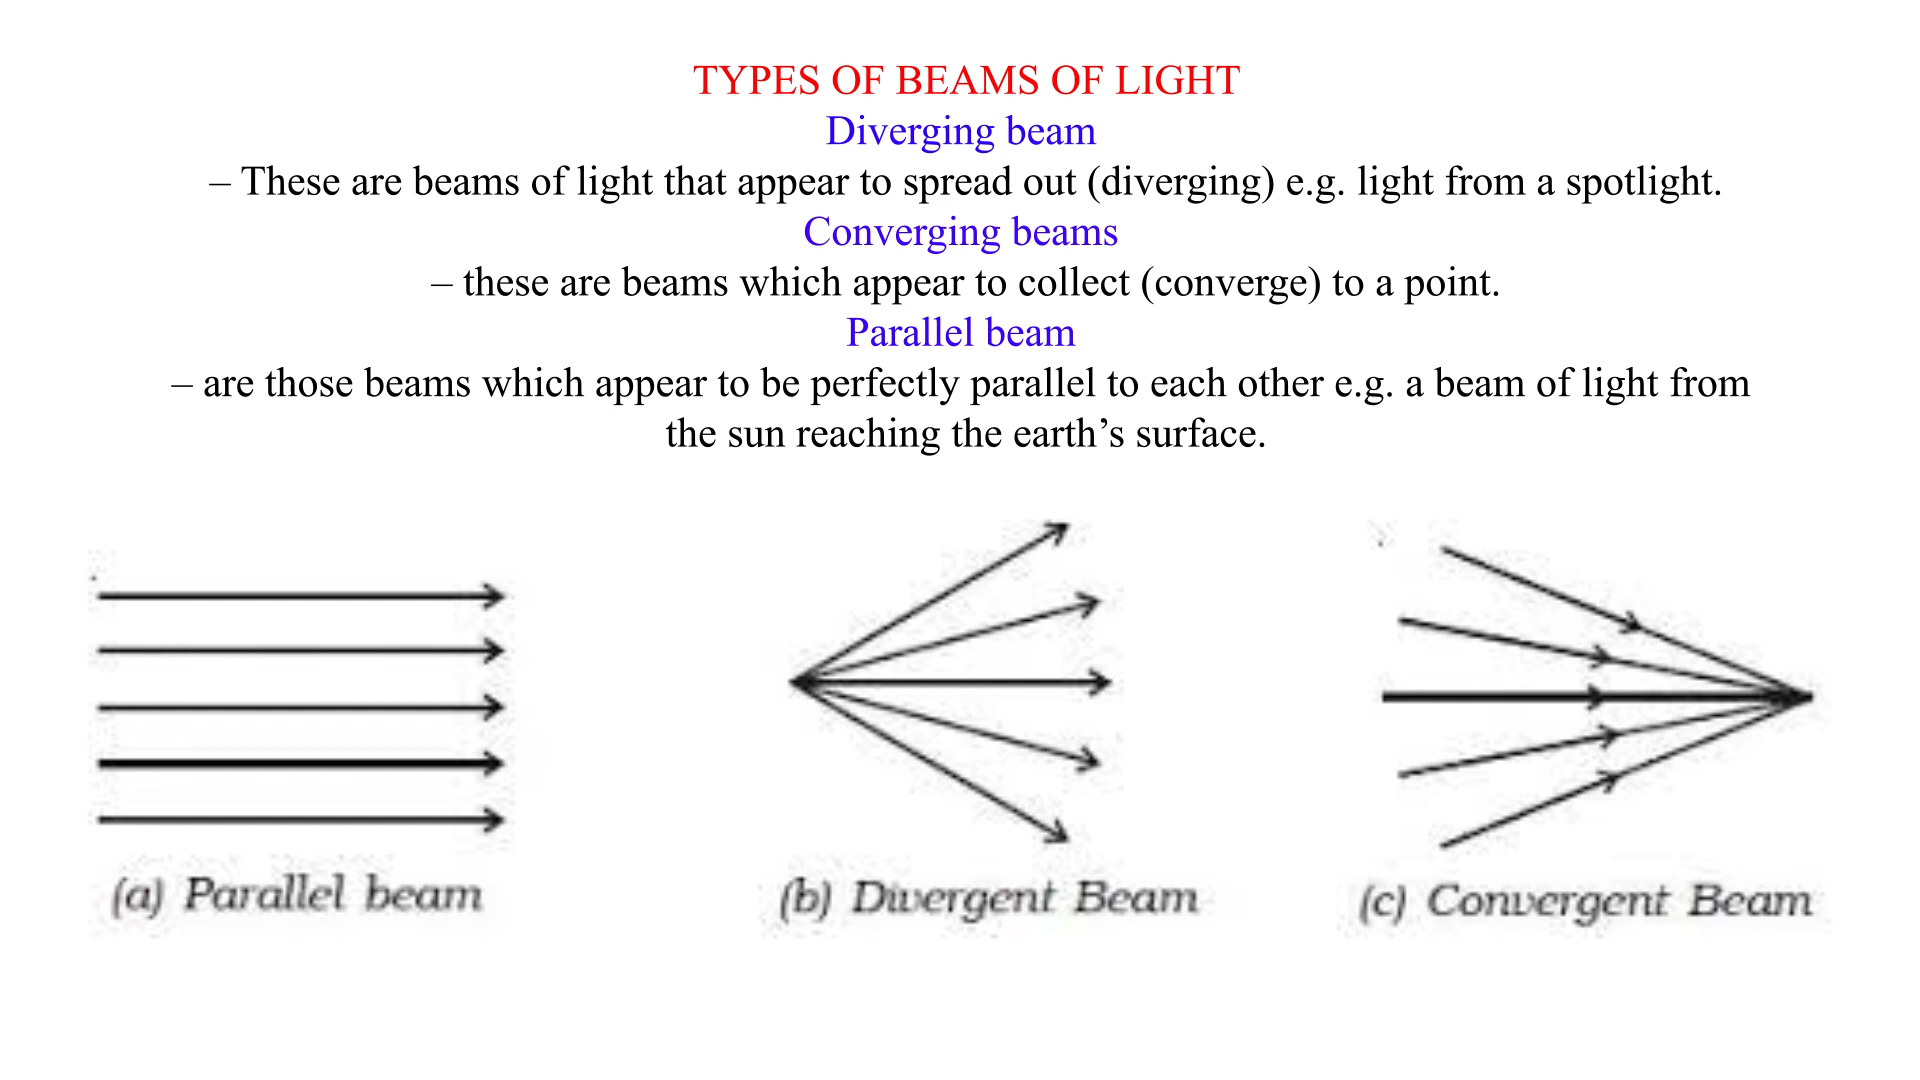 TYPES OF BEAMS OF LIGHT
Diverging beam
– These are beams of light that appear to spread out (diverging) e.g. light from a spotlight.
Converging beams
– these are beams which appear to collect (converge) to a point.
Parallel beam
– are those beams which appear to be perfectly parallel to each other e.g. a beam of light from
the sun reaching the earth’s surface.
(a) Parallel beam
(b) Divergent Beam
(c) Convergent Beam